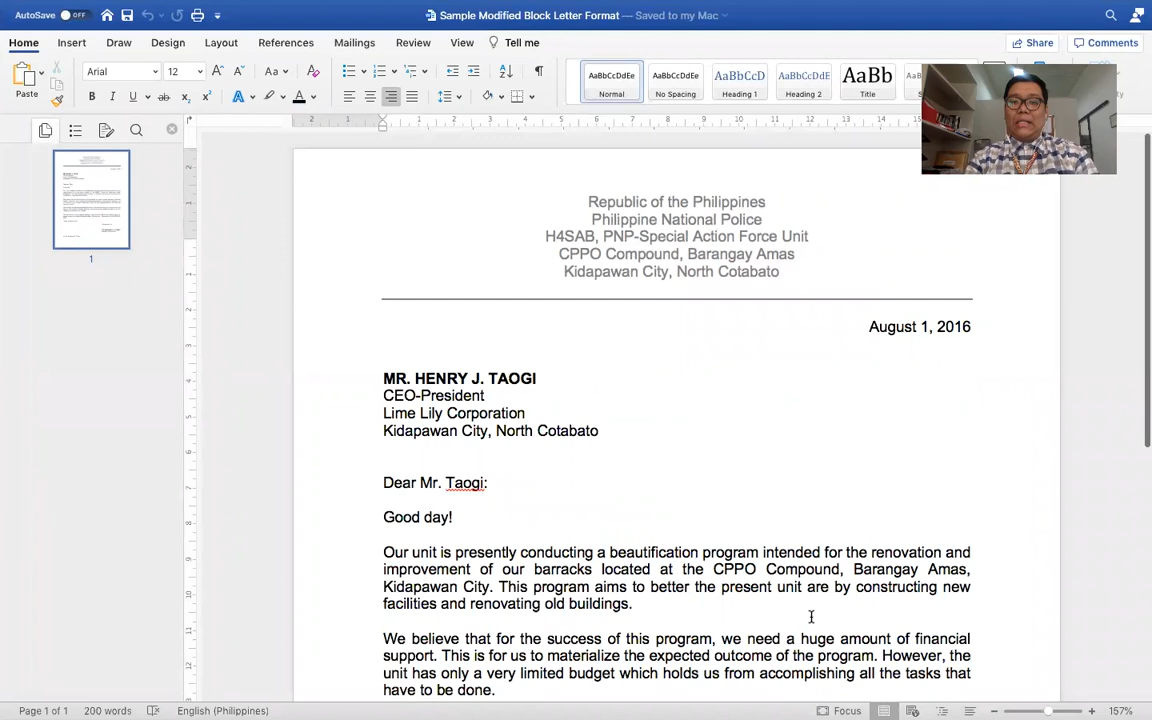 AutoSave OFF Sample Modified Block Letter Format — Saved to my Mac
Home Insert Draw Design Layout References Mailings Review View Tell me Share Comments
Paste Arial 12 Aa AaBbCcDdEe AaBbCcDdEe AaBbCcD AaBbCcDdE AaBb
B I U ab x A Normal No Spacing Heading 1 Heading 2 Title
Republic of the Philippines
Philippine National Police
H4SAB, PNP-Special Action Force Unit
CPPO Compound, Barangay Amas
Kidapawan City, North Cotabato
August 1, 2016
MR. HENRY J. TAOGI
CEO-President
Lime Lily Corporation
Kidapawan City, North Cotabato
Dear Mr. Taogi:
Good day!
Our unit is presently conducting a beautification program intended for the renovation and
improvement of our barracks located at the CPPO Compound, Barangay Amas,
Kidapawan City. This program aims to better the present unit are by constructing new
facilities and renovating old buildings.
We believe that for the success of this program, we need a huge amount of financial
support. This is for us to materialize the expected outcome of the program. However, the
unit has only a very limited budget which holds us from accomplishing all the tasks that
have to be done.
1
Page 1 of 1 200 words English (Philippines) Focus 157%